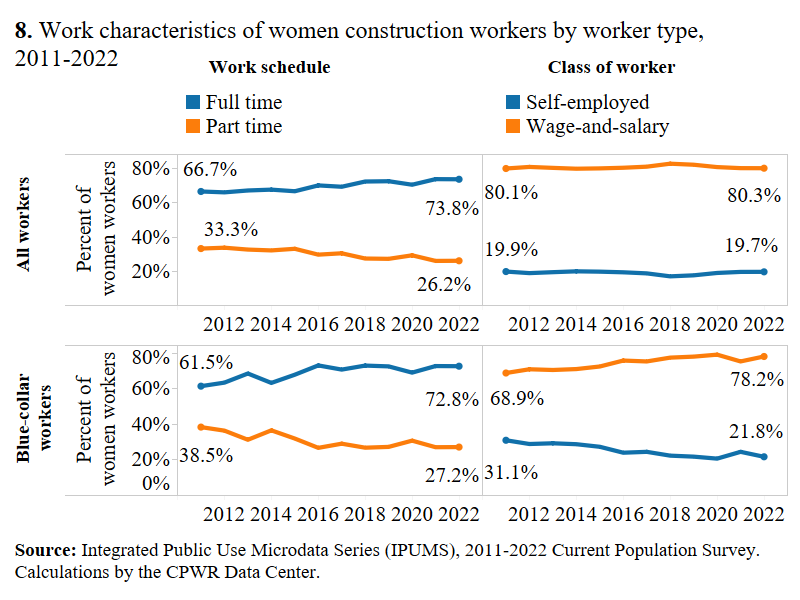 8. Work characteristics of women construction workers by worker type,
2011-2022
Work schedule
Full time
Part time
Class of worker
Self-employed
Wage-and-salary
All workers
Percent of
women workers
80%
60%
40%
20%
66.7%
33.3%
73.8%
26.2%
80.1%
19.9%
80.3%
19.7%
2012 2014 2016 2018 2020 2022
2012 2014 2016 2018 2020 2022
Blue-collar
workers
Percent of
women workers
80%
60%
40%
20%
0%
61.5%
38.5%
72.8%
27.2%
68.9%
31.1%
78.2%
21.8%
2012 2014 2016 2018 2020 2022
2012 2014 2016 2018 2020 2022
Source: Integrated Public Use Microdata Series (IPUMS), 2011-2022 Current Population Survey.
Calculations by the CPWR Data Center.